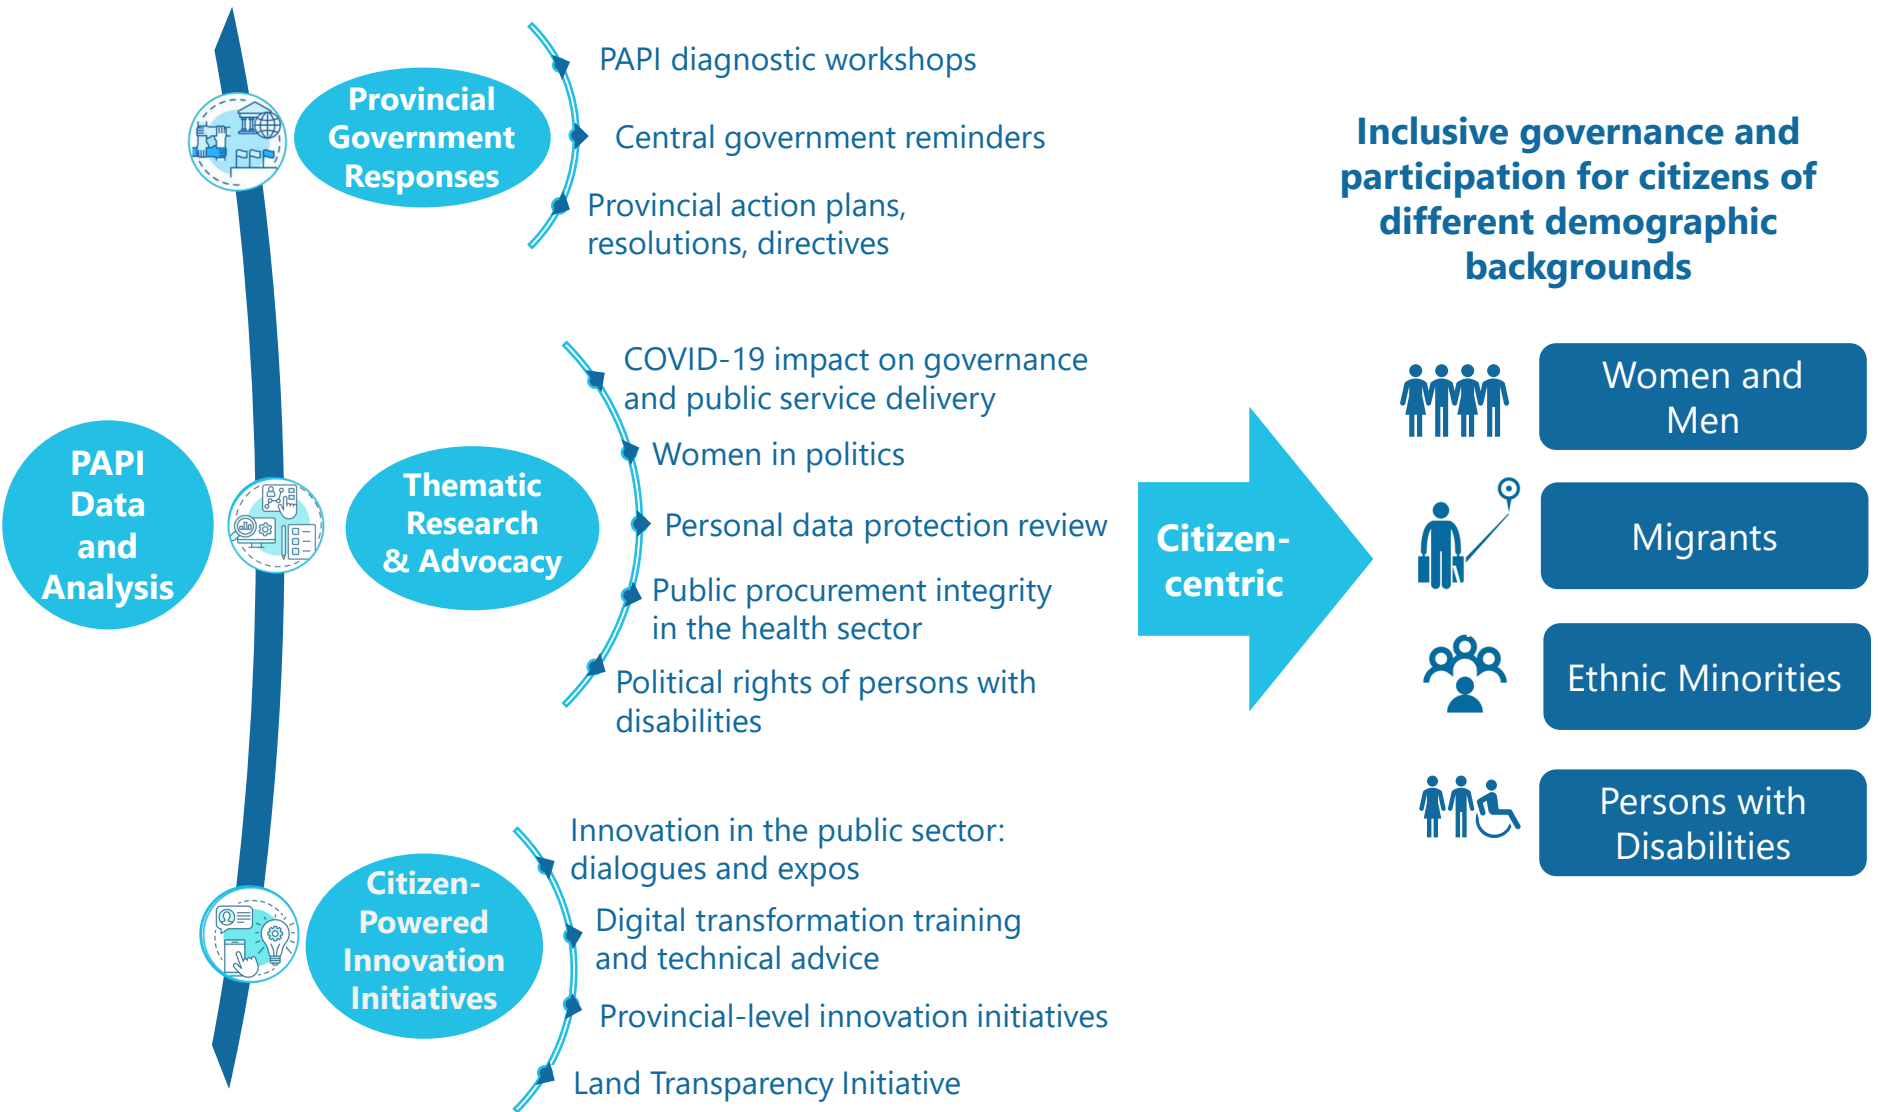 PAPI
Data
and
Analysis
Provincial
Government
Responses
PAPI diagnostic workshops
Central government reminders
Provincial action plans,
resolutions, directives
Thematic
Research
& Advocacy
COVID-19 impact on governance
and public service delivery
Women in politics
Personal data protection review
Public procurement integrity
in the health sector
Political rights of persons with
disabilities
Citizen-
Powered
Innovation
Initiatives
Innovation in the public sector:
dialogues and expos
Digital transformation training
and technical advice
Provincial-level innovation initiatives
Land Transparency Initiative
Citizen-
centric
Inclusive governance and
participation for citizens of
different demographic
backgrounds
Women and
Men
Migrants
Ethnic Minorities
Persons with
Disabilities